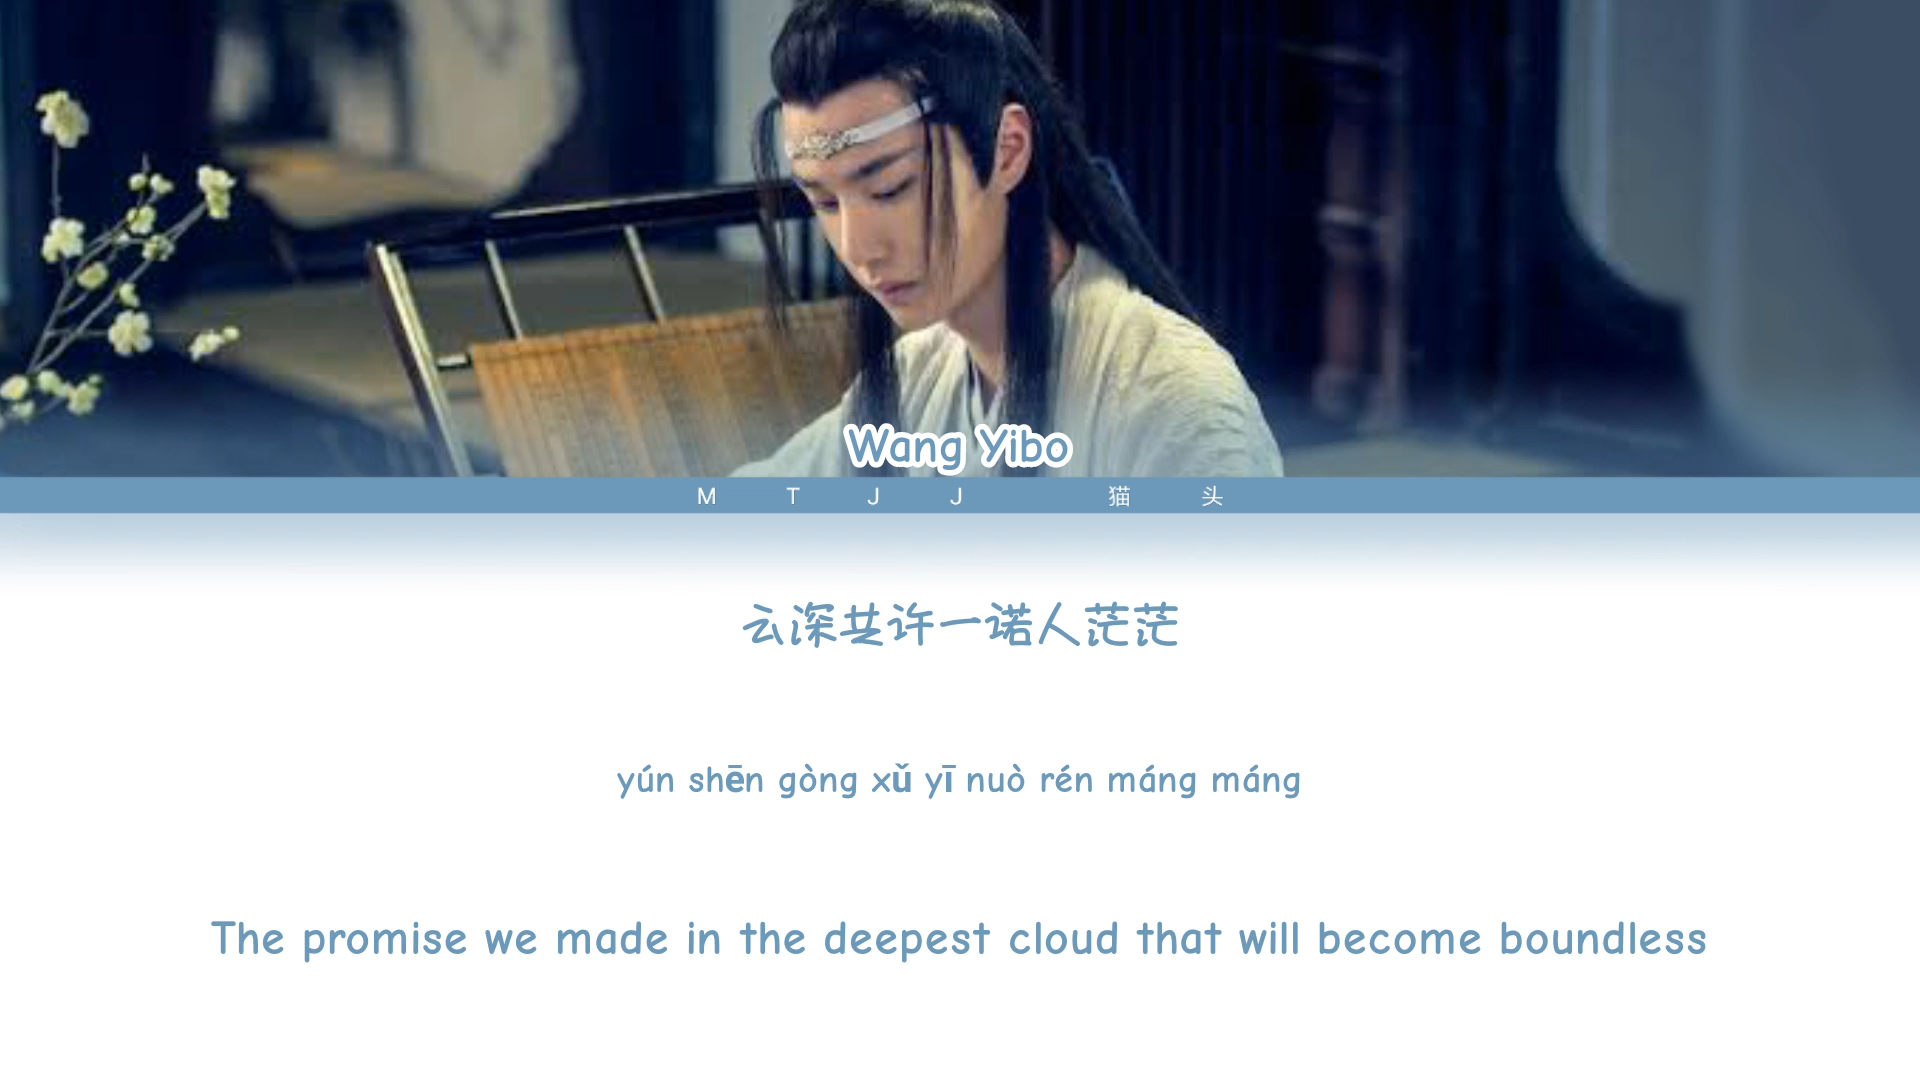 Wang Yibo
M T J J 猫 头
云深共许一诺人茫茫
yún shēn gòng xǔ yī nuò rén máng máng
The promise we made in the deepest cloud that will become boundless